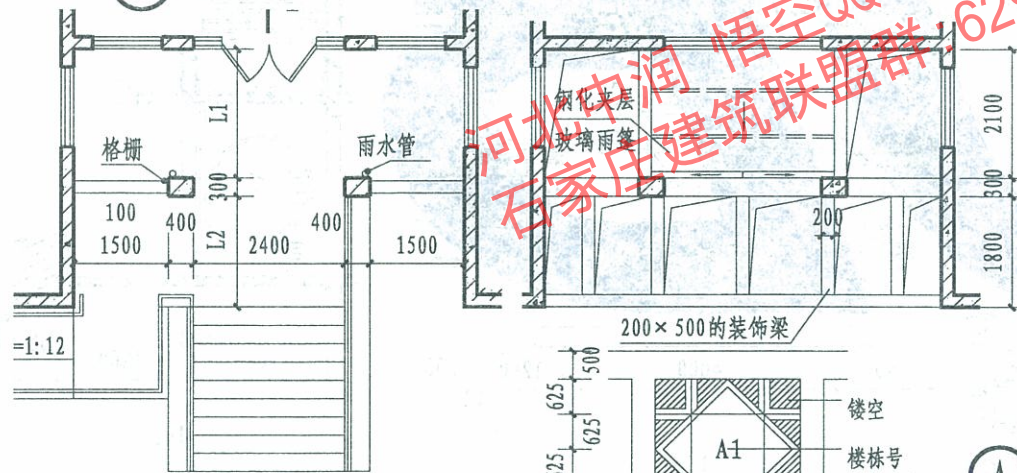 河北中润 悟空QQ
石家庄建筑联盟群:629
L1
格栅
雨水管
300
100
400
L2
400
1500
2400
1500
=1:12
钢化夹层
玻璃雨篷
2100
300
200
1800
200×500的装饰梁
500
625
625
625
镂空
A1
楼栋号